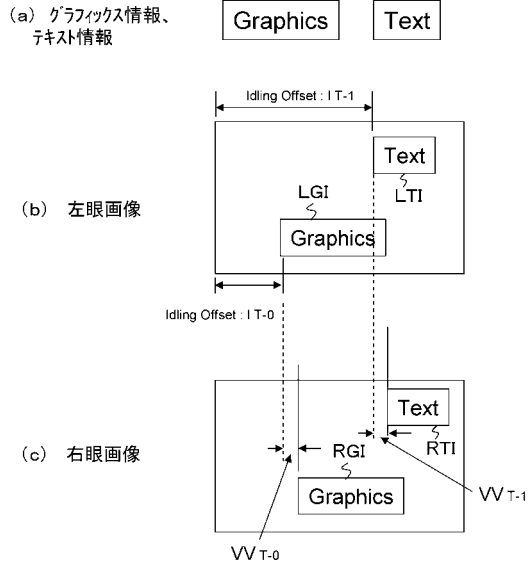 (a) グラフィックス情報、
テキスト情報
Graphics
Text
Idling Offset : I T-1
Text
LGI
LTI
(b) 左眼画像
Graphics
Idling Offset : I T-0
Text
RGI
RTI
(c) 右眼画像
Graphics
VV T-1
VV T-0